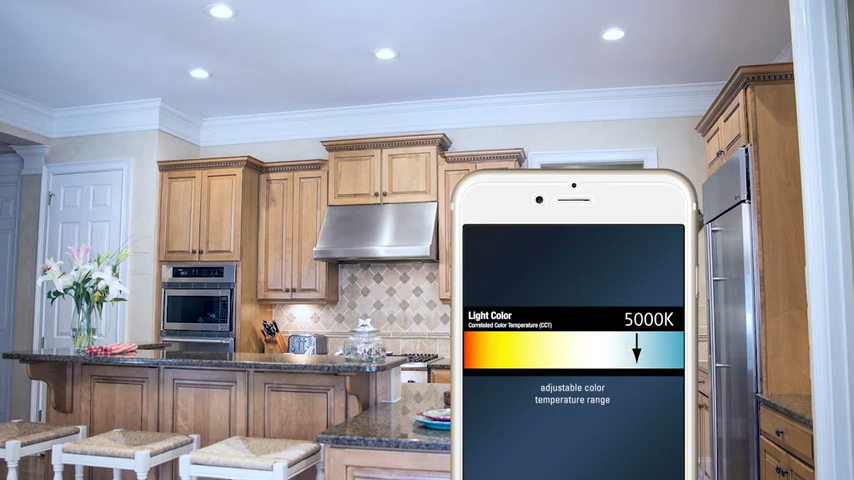 Light Color
Correlated Color Temperature (CCT)
5000K
adjustable color
temperature range